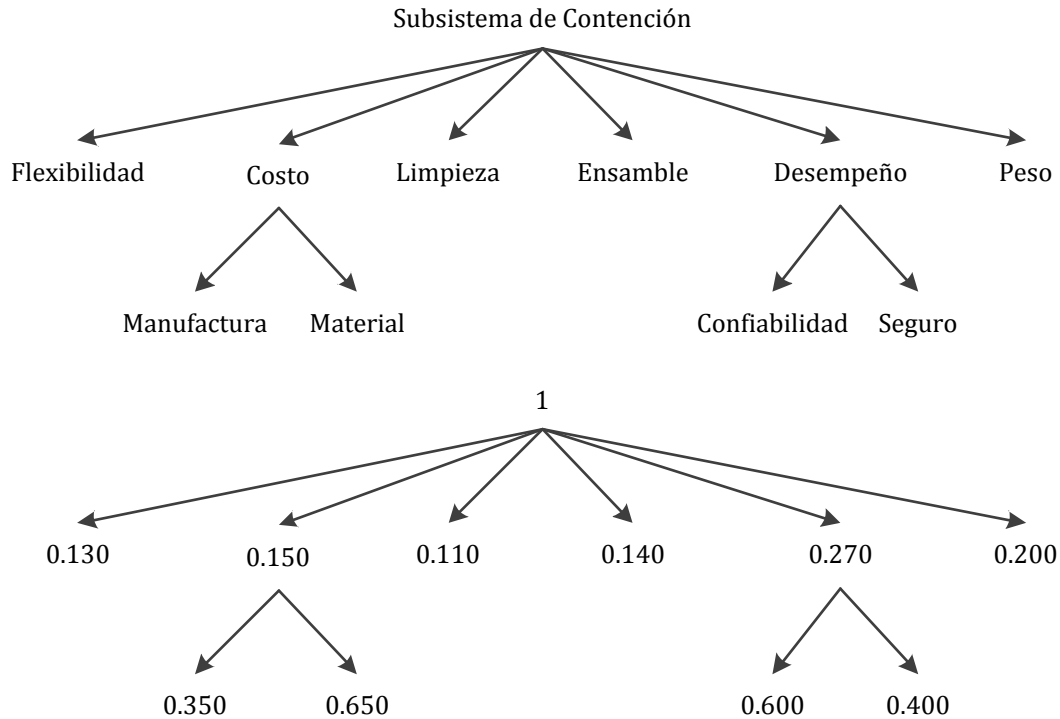 Subsistema de Contención
Flexibilidad Costo Limpieza Ensamble Desempeño Peso
Manufactura Material Confiabilidad Seguro
1
0.130 0.150 0.110 0.140 0.270 0.200
0.350 0.650 0.600 0.400